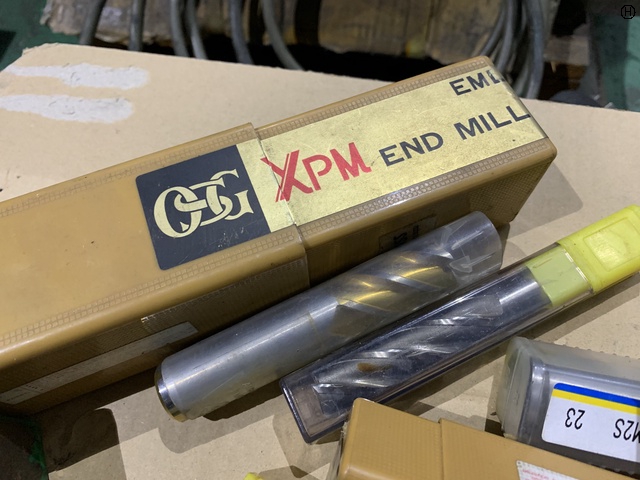 Ⓗ
EML
OSG
XPM END MILL
M2S
23